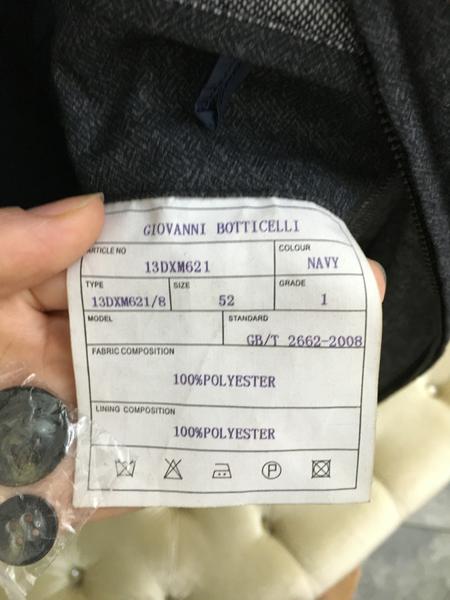 GIOVANNI BOTTICELLI
ARTICLE NO
COLOUR
13DXM621
NAVY
TYPE
SIZE
GRADE
13DXM621/8
52
1
MODEL
STANDARD
GB/T 2662-2008
FABRIC COMPOSITION
100%POLYESTER
LINING COMPOSITION
100%POLYESTER
P